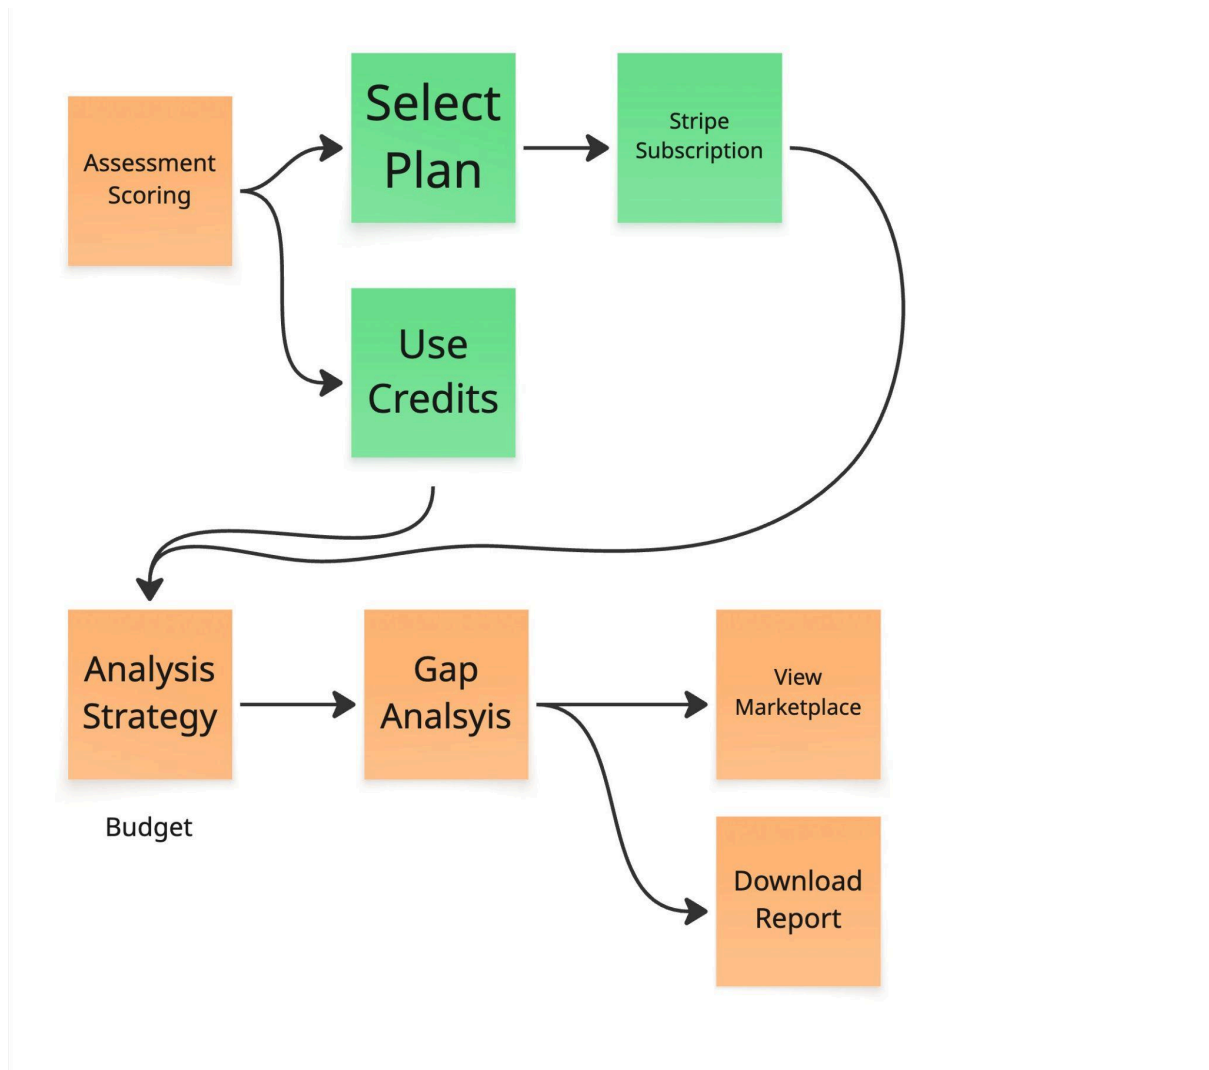 Select
Plan
Stripe
Subscription
Assessment
Scoring
Use
Credits
Analysis
Strategy
Gap
Analsyis
View
Marketplace
Budget
Download
Report